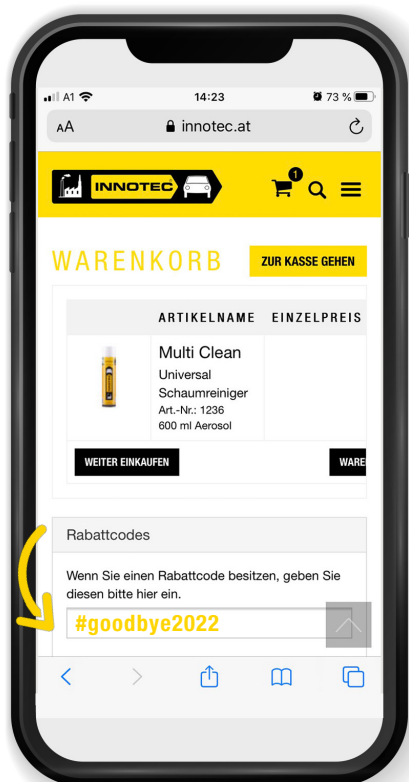 A1 14:23 73 %
AA innotec.at
INNOTEC 1
WARENKORB ZUR KASSE GEHEN
ARTIKELNAME EINZELPREIS
Multi Clean
Universal
Schaumreiniger
Art.-Nr.: 1236
600 ml Aerosol
WEITER EINKAUFEN WARE
Rabattcodes
Wenn Sie einen Rabattcode besitzen, geben Sie
diesen bitte hier ein.
#goodbye2022